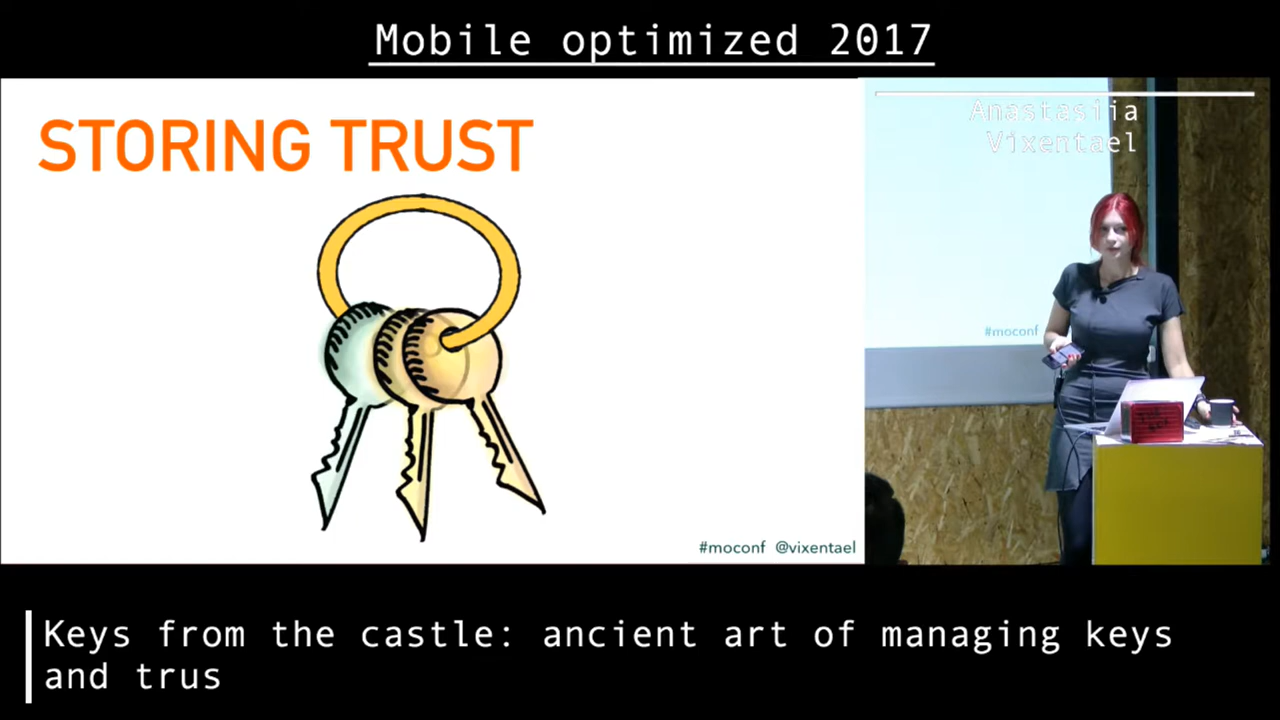 Mobile optimized 2017
STORING TRUST
Anastasiia
Vixentael
#moconf
#moconf @vixentael
Keys from the castle: ancient art of managing keys
and trus